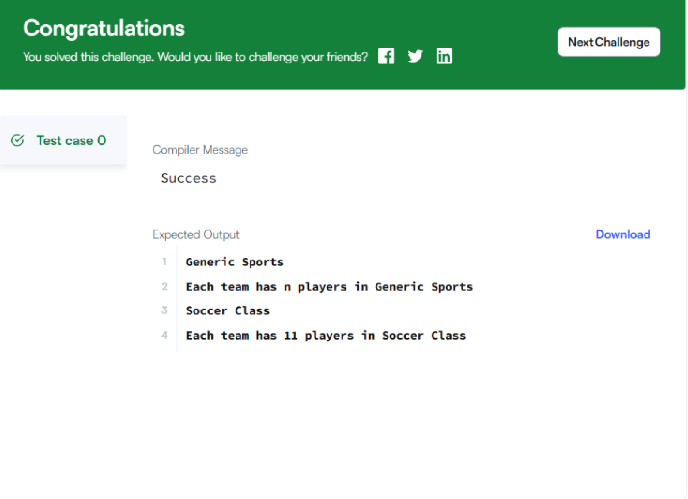 Congratulations
You solved this challenge. Would you like to challenge your friends?
Next Challenge
Test case 0
Compiler Message
Success
Expected Output
Download
1 Generic Sports
2 Each team has n players in Generic Sports
3 Soccer Class
4 Each team has 11 players in Soccer Class